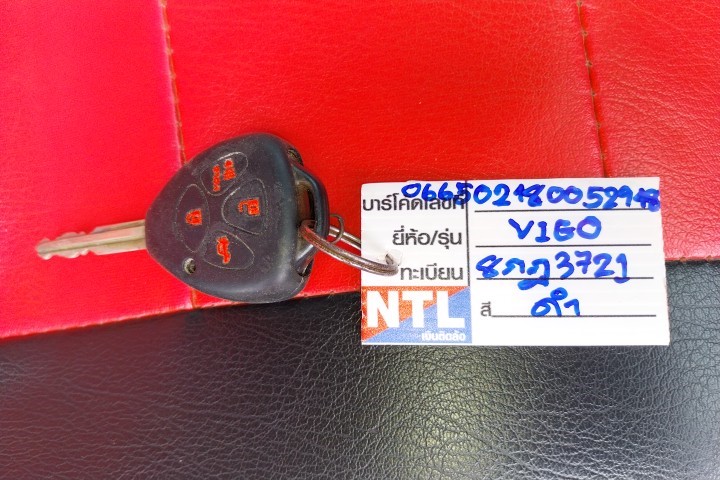 บาร์โค้ดเลขที่ 066502480052948
ยี่ห้อ/รุ่น VIGO
ทะเบียน 8กฎ3721
สี ดำ
NTL
เงินติดล้อ